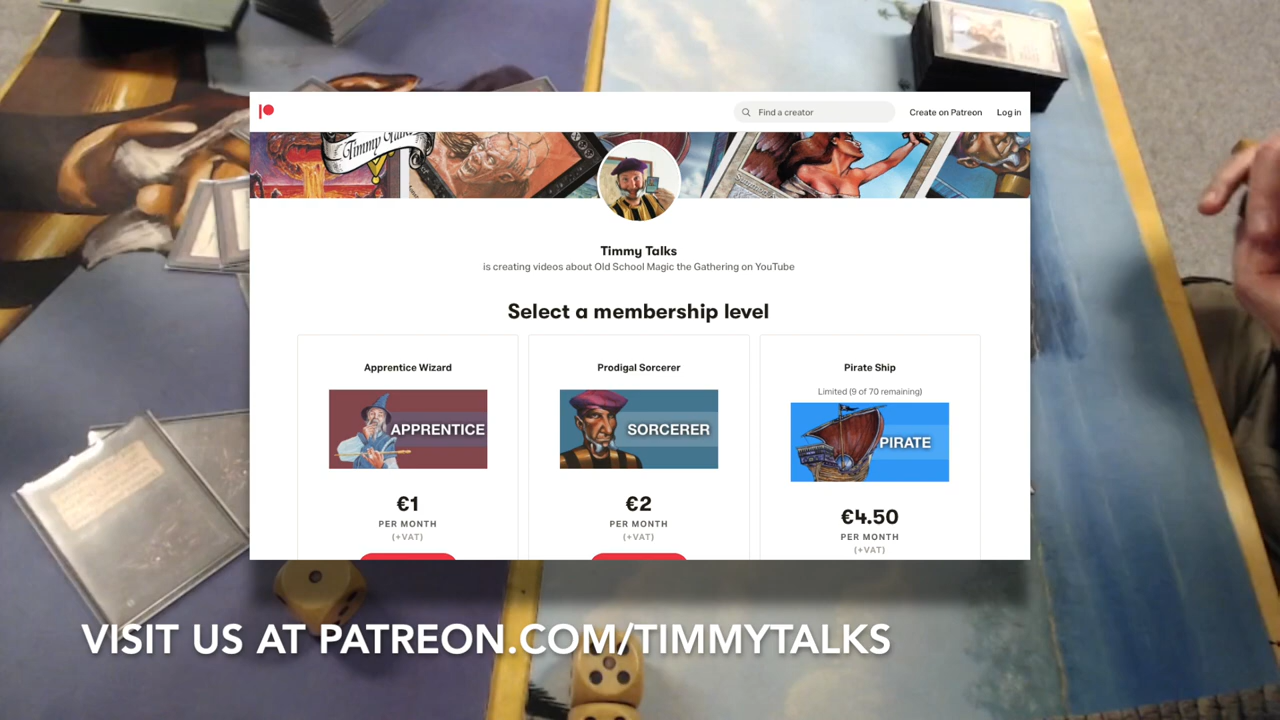 Find a creator
Create on Patreon
Log in
Timmy Talks
Timmy Talks
is creating videos about Old School Magic the Gathering on YouTube
Select a membership level
Apprentice Wizard
APPRENTICE
€1
PER MONTH
(+VAT)
Prodigal Sorcerer
SORCERER
€2
PER MONTH
(+VAT)
Pirate Ship
Limited (9 of 70 remaining)
PIRATE
€4.50
PER MONTH
(+VAT)
VISIT US AT PATREON.COM/TIMMYTALKS